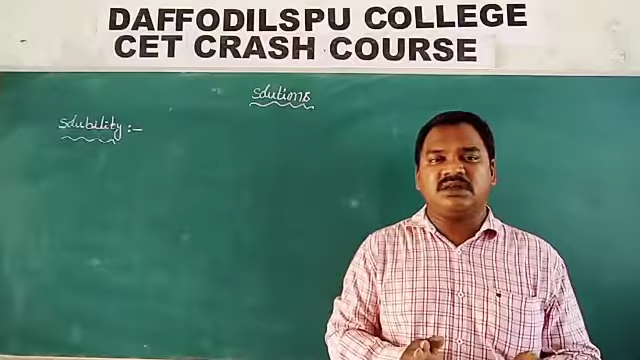 DAFFODILSPU COLLEGE
CET CRASH COURSE
Solutions
Solubility :-